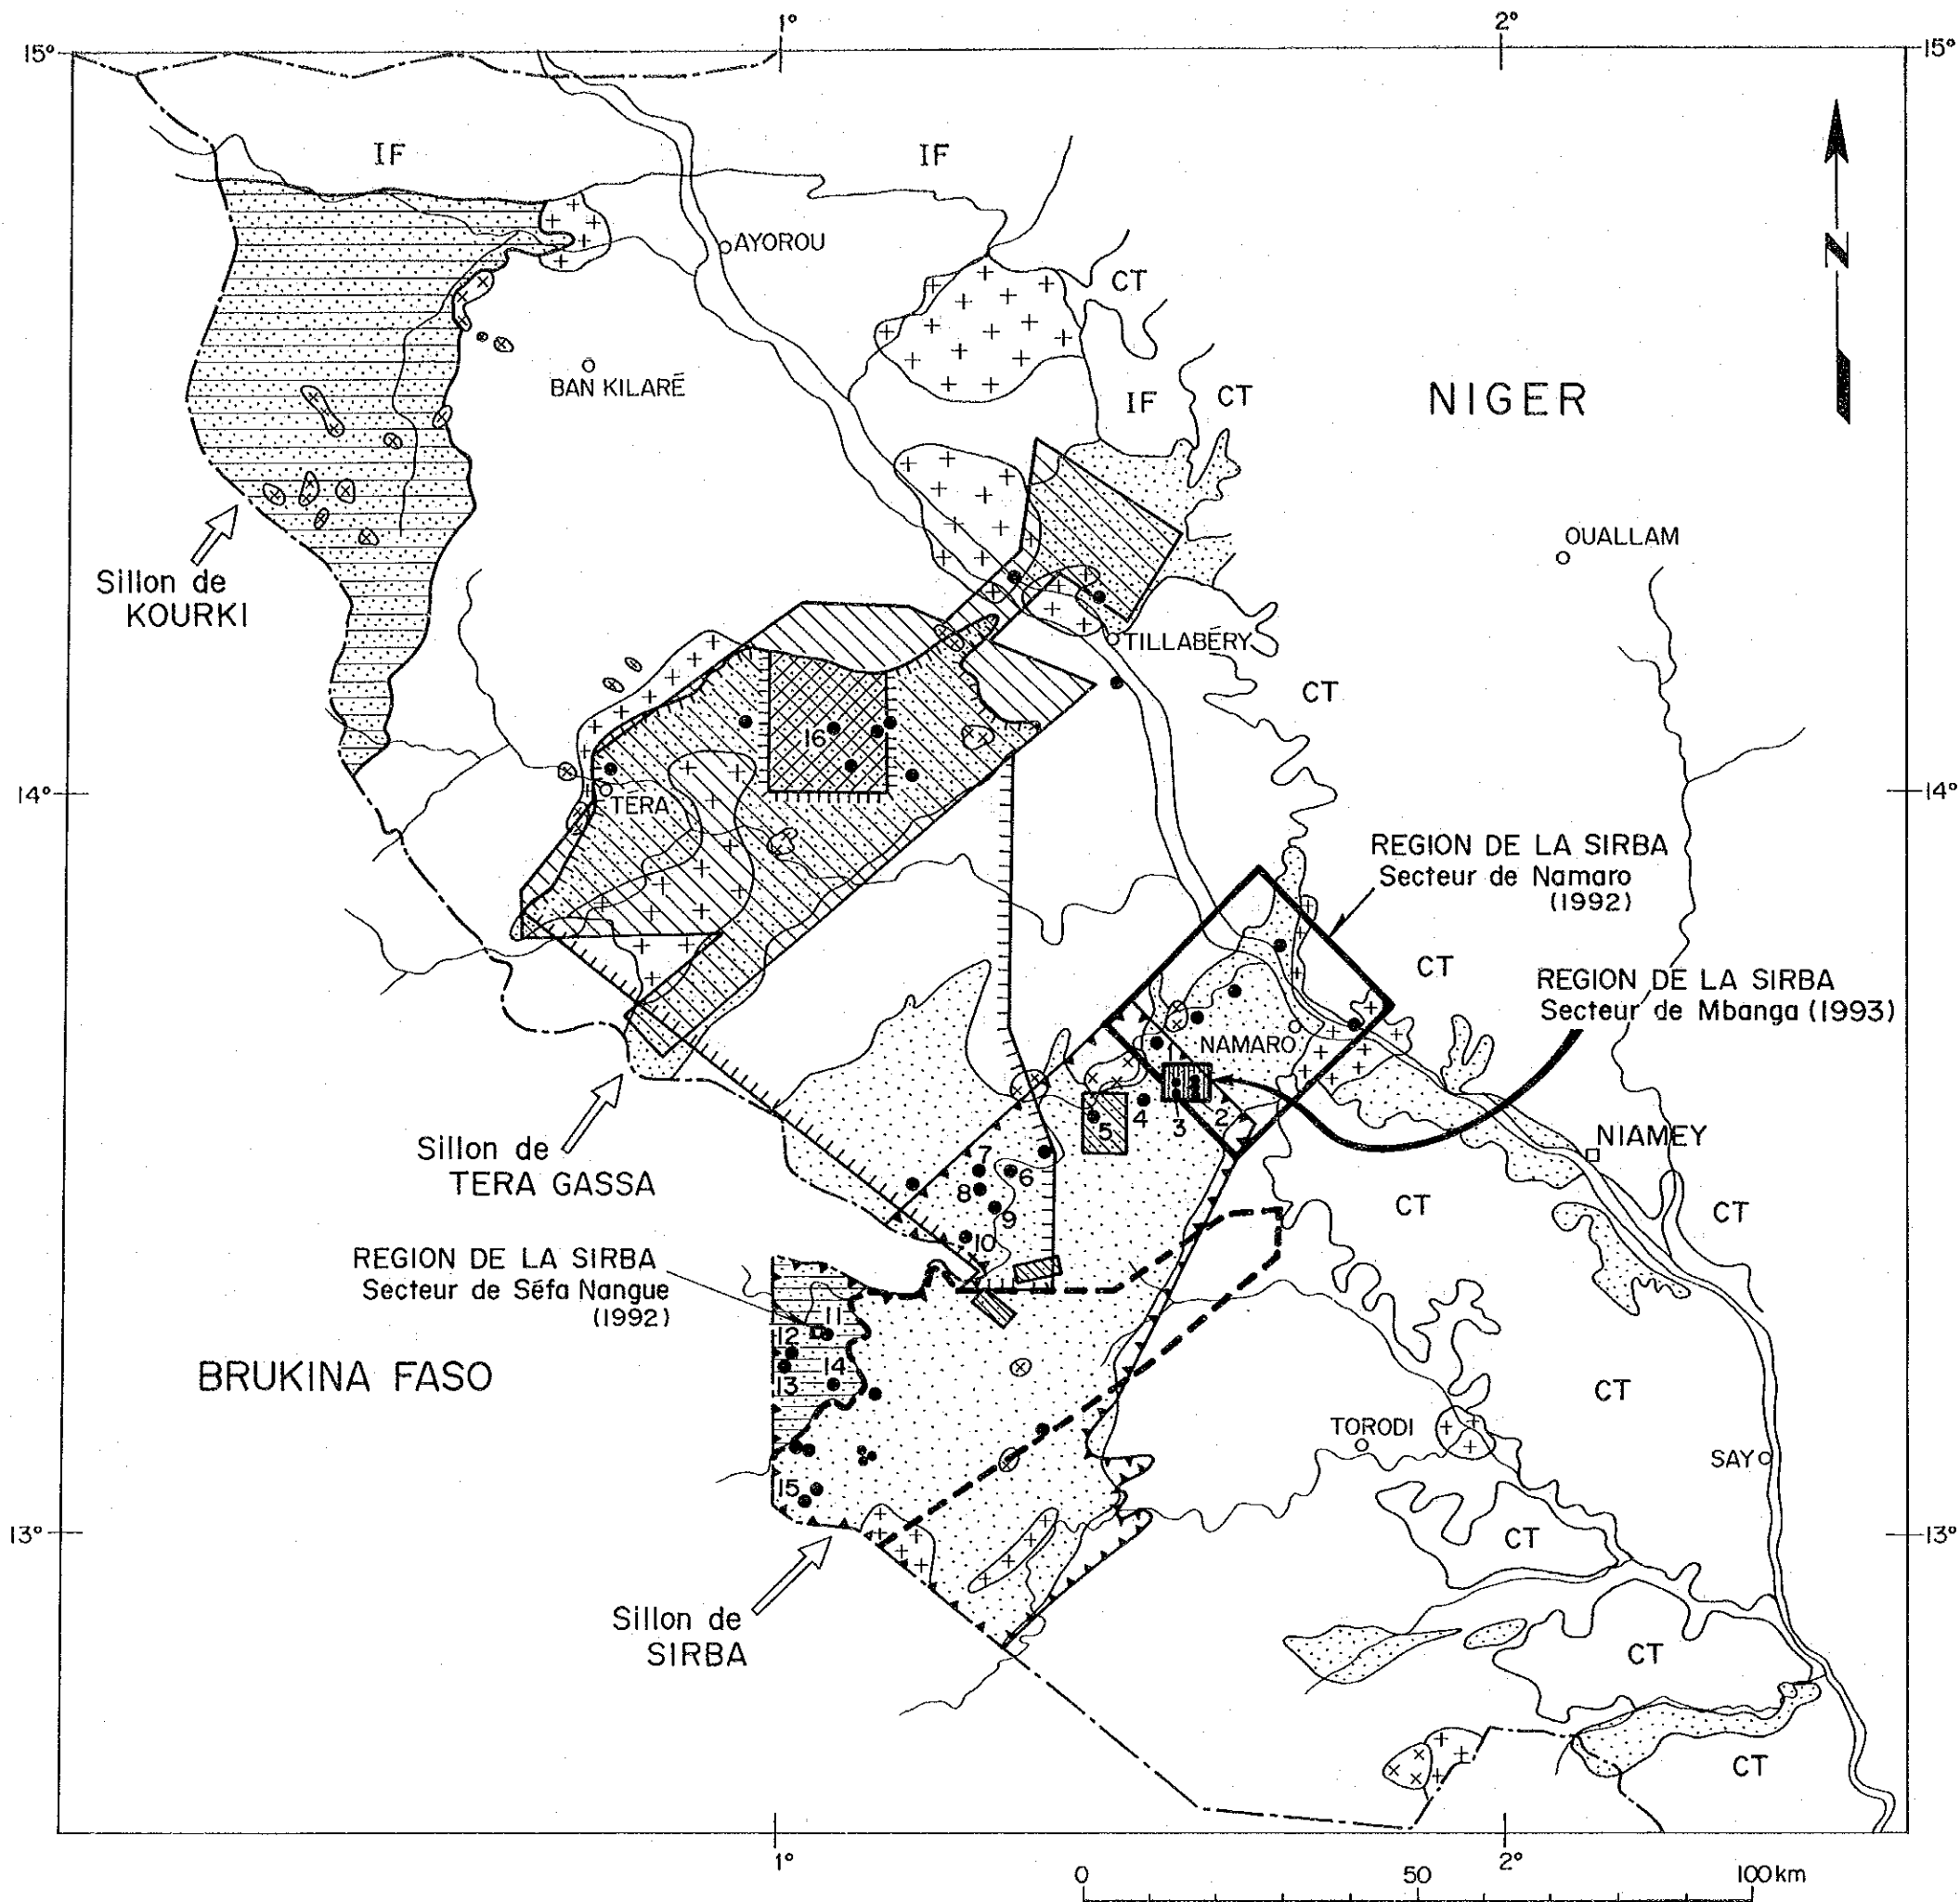 1° 2°
15° 15°
IF IF
AYOROU
CT
BAN KILARÉ
IF CT
NIGER
N
OUALLAM
Sillon de
KOURKI
TILLABÉRY
CT
16
TÉRA
14° 14°
REGION DE LA SIRBA
Secteur de Namaro
(1992)
CT
REGION DE LA SIRBA
Secteur de Mbanga (1993)
NAMARO
1
2
3
4
5
NIAMEY
Sillon de
TERA GASSA
7
6
8
9
10
CT CT
REGION DE LA SIRBA
Secteur de Séfa Nangue
(1992)
11
12
14
13
BRUKINA FASO
CT
TORODI
SAY
15
13° 13°
CT
Sillon de
SIRBA
CT
CT
1° 2°
0 50 100 km